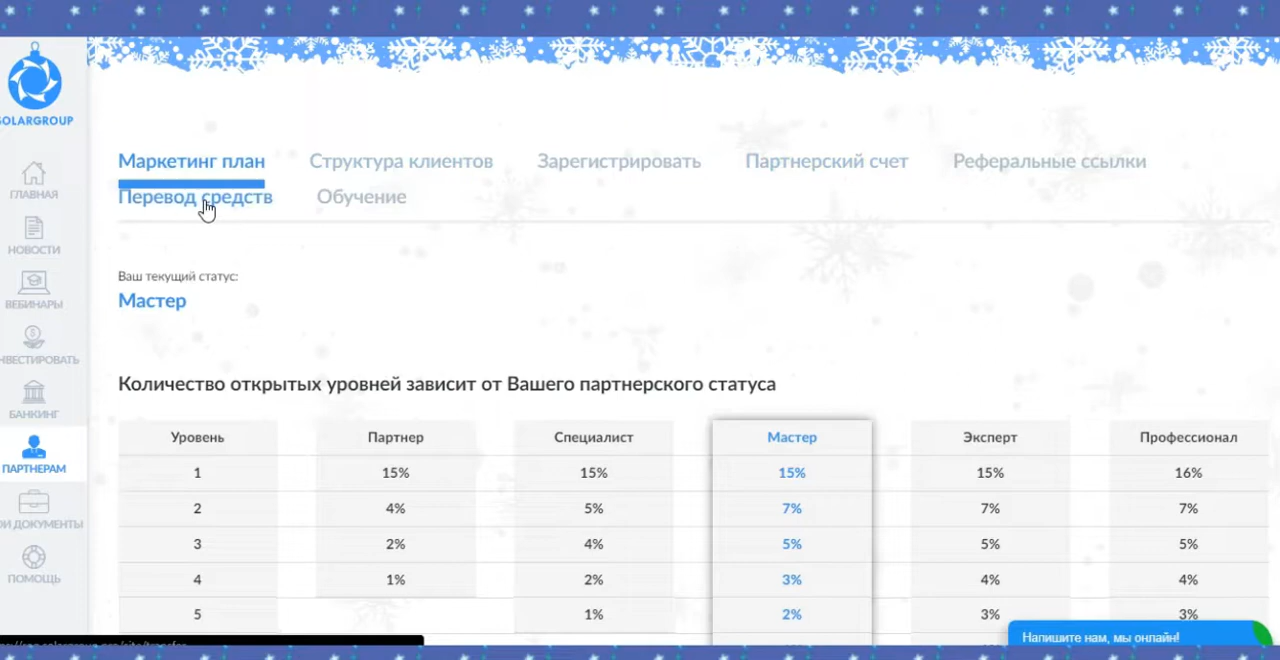 SOLARGROUP
ГЛАВНАЯ
НОВОСТИ
ВЕБИНАРЫ
НВЕСТИРОВАТЬ
БАНКИНГ
ПАРТНЕРАМ
ОИ ДОКУМЕНТЫ
ПОМОЩЬ
Маркетинг план Структура клиентов Зарегистрировать Партнерский счет Реферальные ссылки
Перевод средств Обучение
Ваш текущий статус:
Мастер
Количество открытых уровней зависит от Вашего партнерского статуса
Уровень Партнер Специалист Мастер Эксперт Профессионал
1 15% 15% 15% 15% 16%
2 4% 5% 7% 7% 7%
3 2% 4% 5% 5% 5%
4 1% 2% 3% 4% 4%
5 1% 2% 3% 3%
Напишите нам, мы онлайн!